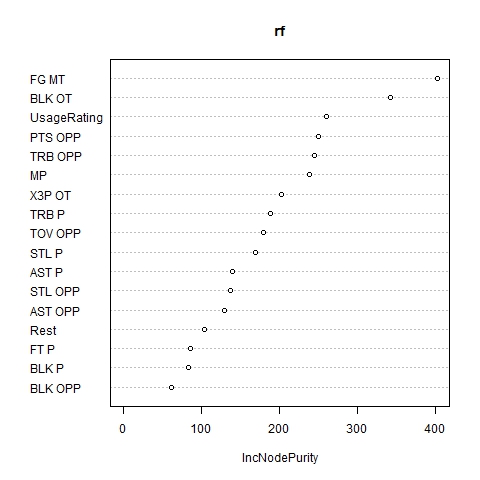 rf
FG MT
BLK OT
UsageRating
PTS OPP
TRB OPP
MP
X3P OT
TRB P
TOV OPP
STL P
AST P
STL OPP
AST OPP
Rest
FT P
BLK P
BLK OPP
0 100 200 300 400
IncNodePurity